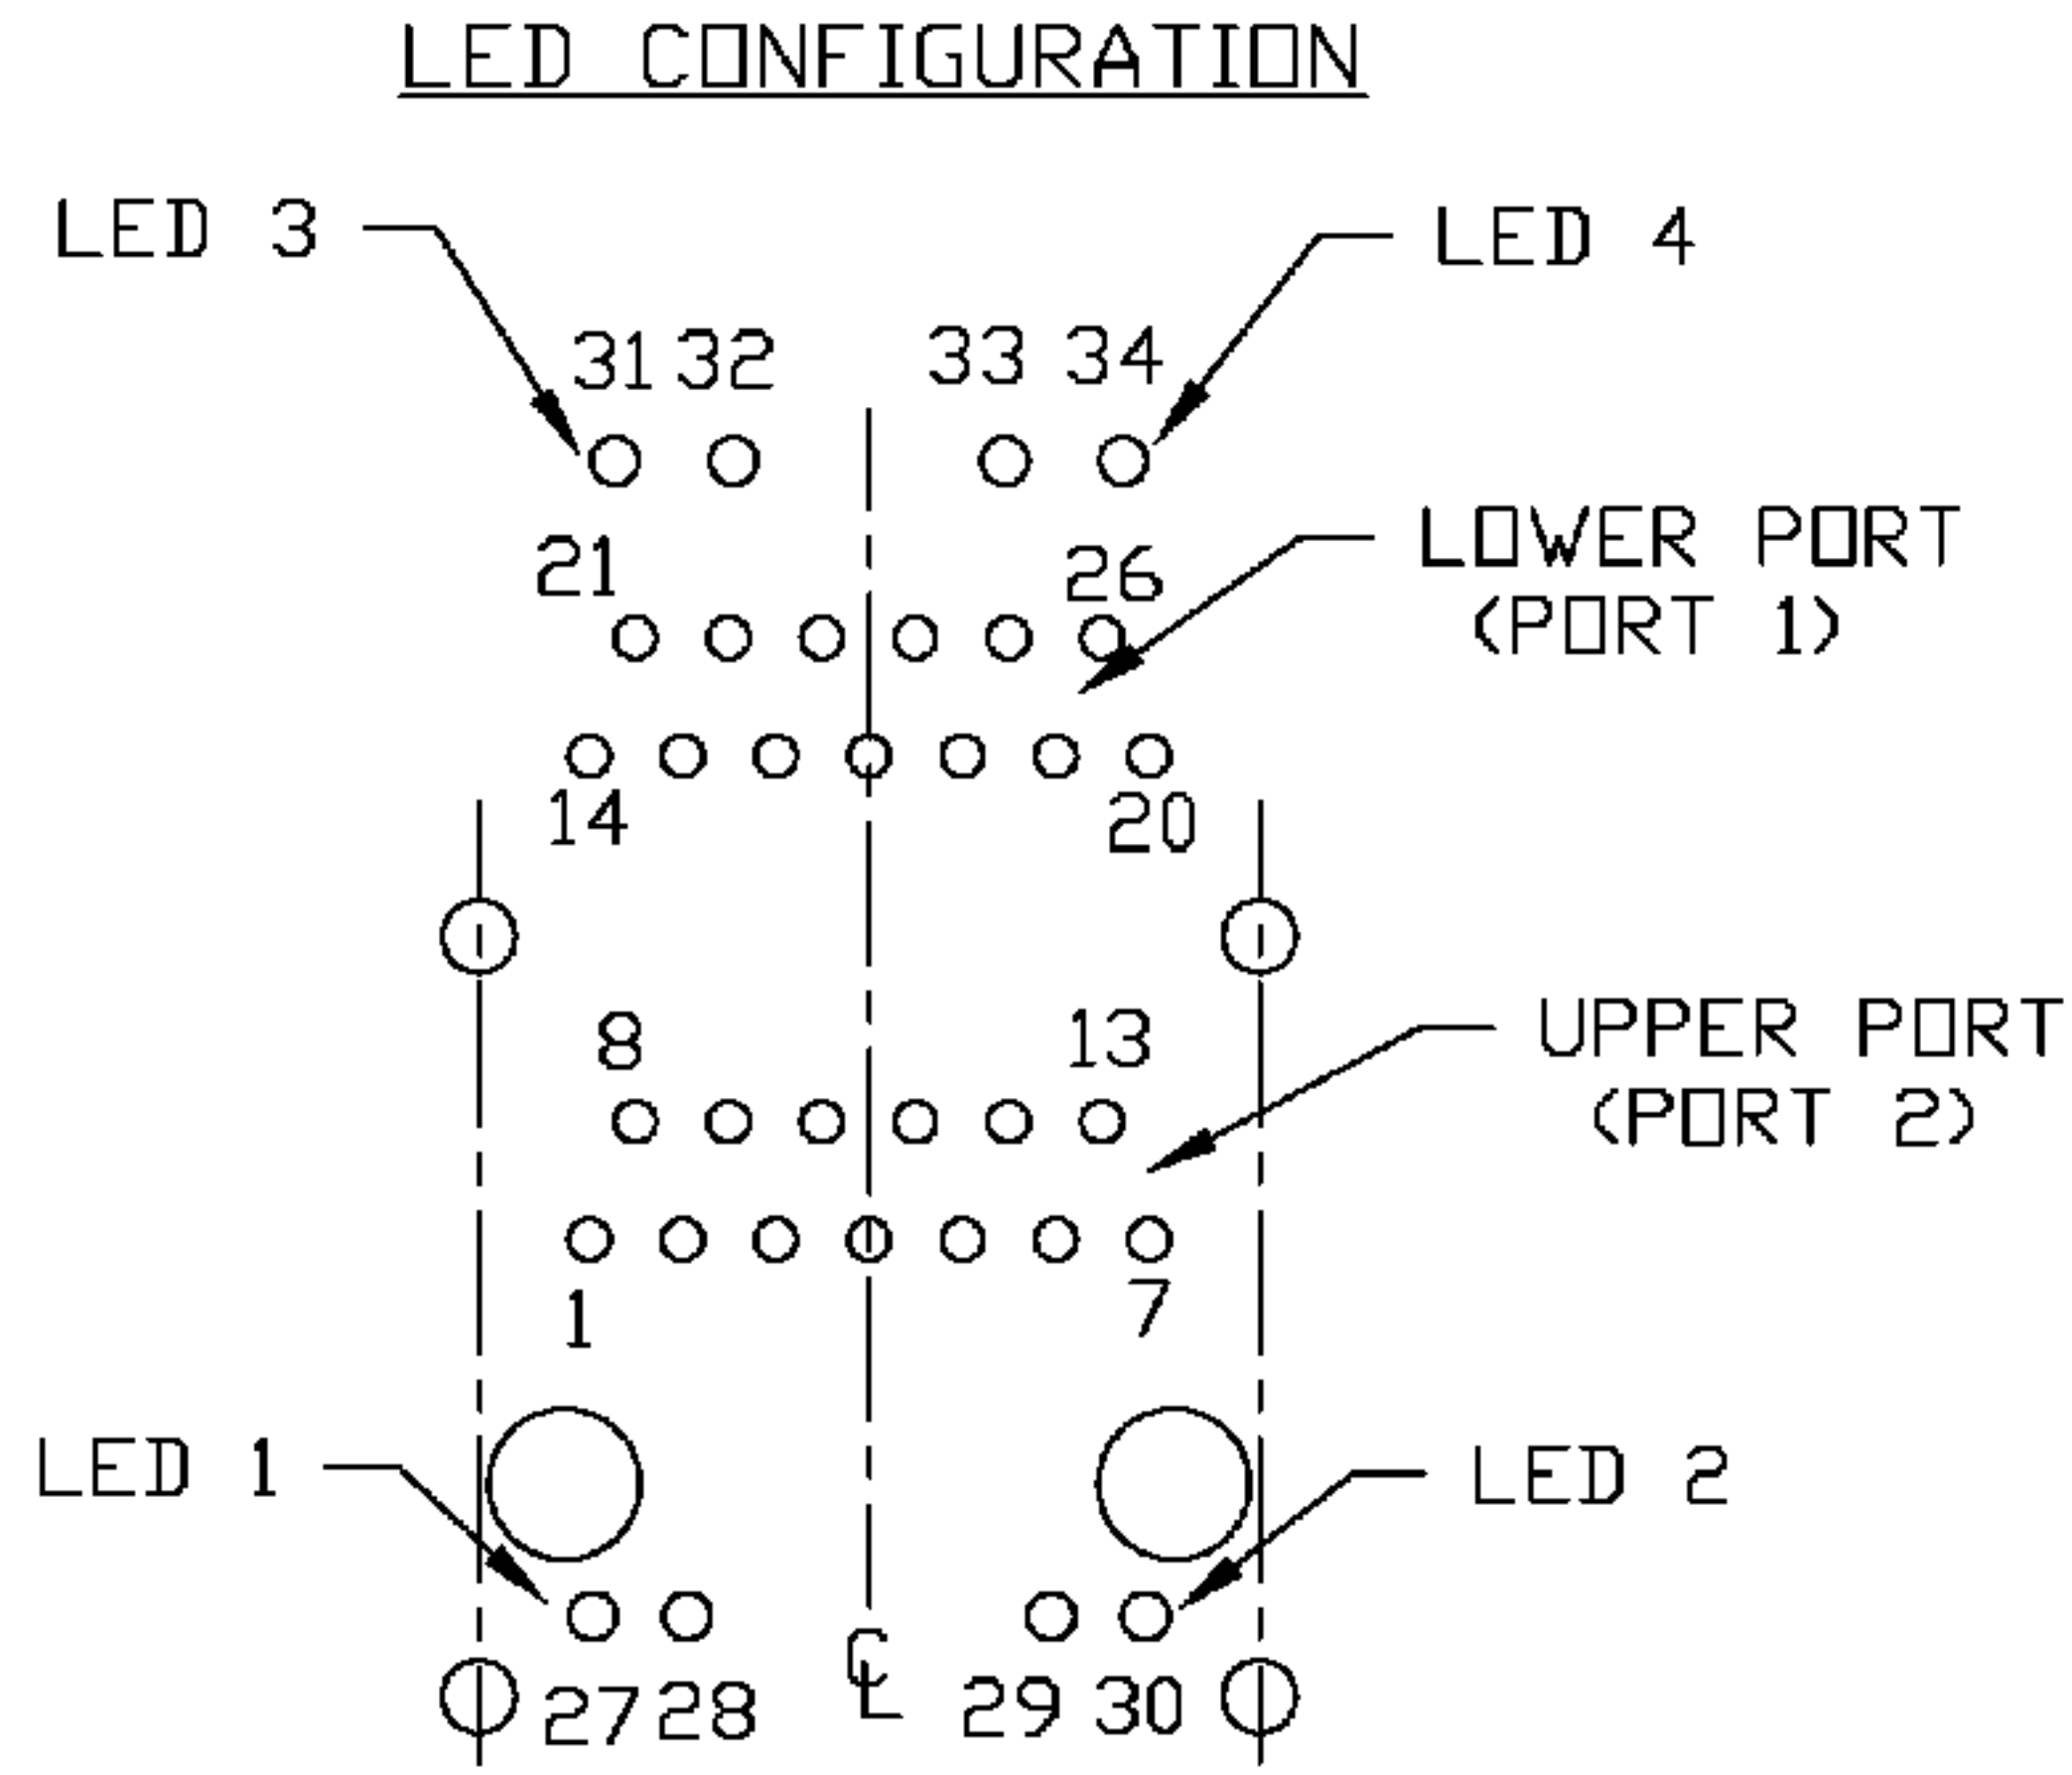 LED CONFIGURATION
LED 3
LED 4
31 32 33 34
21 26
LOWER PORT
(PORT 1)
14 20
8 13
UPPER PORT
(PORT 2)
1 7
LED 1
LED 2
27 28 CL 29 30